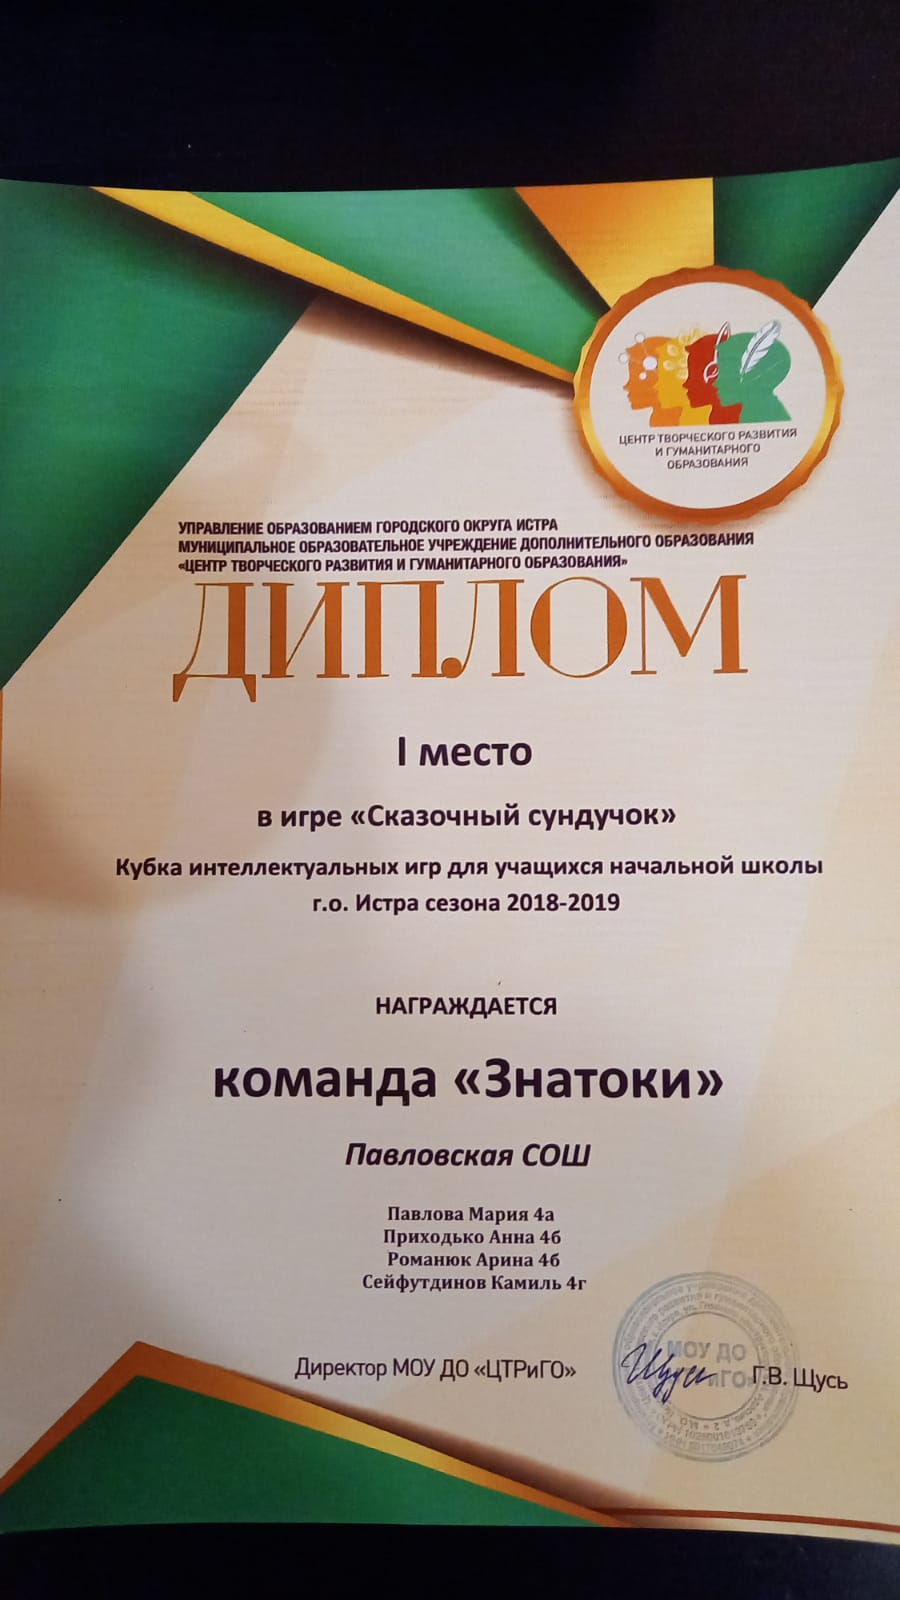 ЦЕНТР ТВОРЧЕСКОГО РАЗВИТИЯ
И ГУМАНИТАРНОГО
ОБРАЗОВАНИЯ
УПРАВЛЕНИЕ ОБРАЗОВАНИЕМ ГОРОДСКОГО ОКРУГА ИСТРА
МУНИЦИПАЛЬНОЕ ОБРАЗОВАТЕЛЬНОЕ УЧРЕЖДЕНИЕ ДОПОЛНИТЕЛЬНОГО ОБРАЗОВАНИЯ
«ЦЕНТР ТВОРЧЕСКОГО РАЗВИТИЯ И ГУМАНИТАРНОГО ОБРАЗОВАНИЯ»
ДИПЛОМ
I место
в игре «Сказочный сундучок»
Кубка интеллектуальных игр для учащихся начальной школы
г.о. Истра сезона 2018-2019
НАГРАЖДАЕТСЯ
команда «Знатоки»
Павловская СОШ
Павлова Мария 4а
Приходько Анна 4б
Романюк Арина 4б
Сейфутдинов Камиль 4г
Директор МОУ ДО «ЦТРиГО»
МОУ ДО
Г.В. Щусь